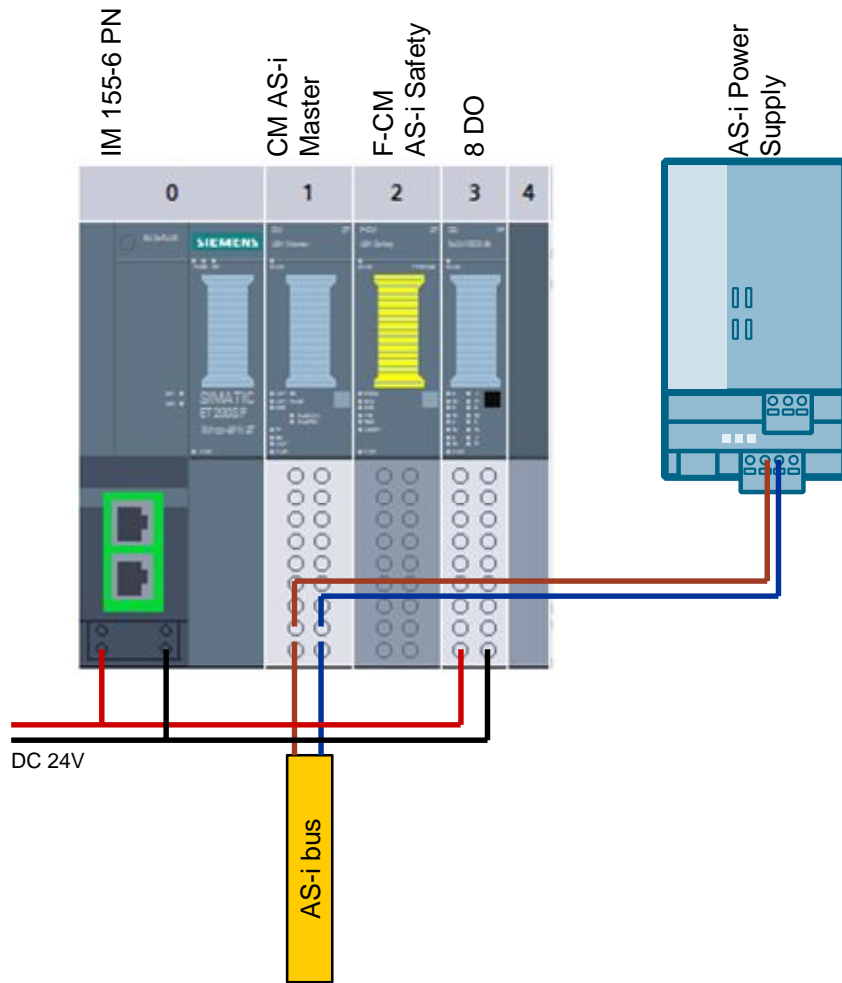 IM 155-6 PN
CM AS-i
Master
F-CM
AS-i Safety
8 DO
AS-i Power
Supply
0
1
2
3
4
SIEMENS
SIMATIC
ET 200SP
DC 24V
AS-i bus